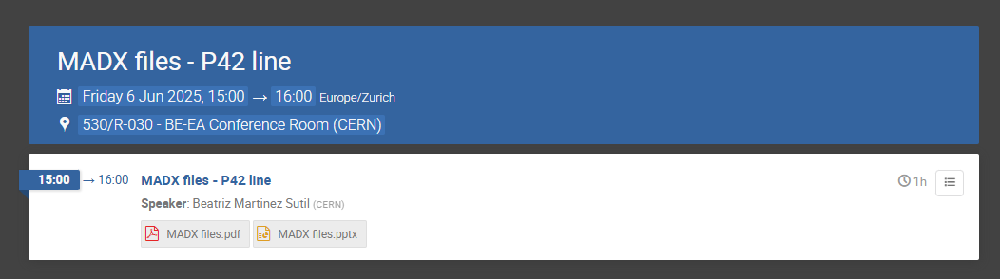 MADX files - P42 line
Friday 6 Jun 2025, 15:00 → 16:00 Europe/Zurich
530/R-030 - BE-EA Conference Room (CERN)
15:00 → 16:00 MADX files - P42 line 1h
Speaker: Beatriz Martinez Sutil (CERN)
MADX files.pdf MADX files.pptx